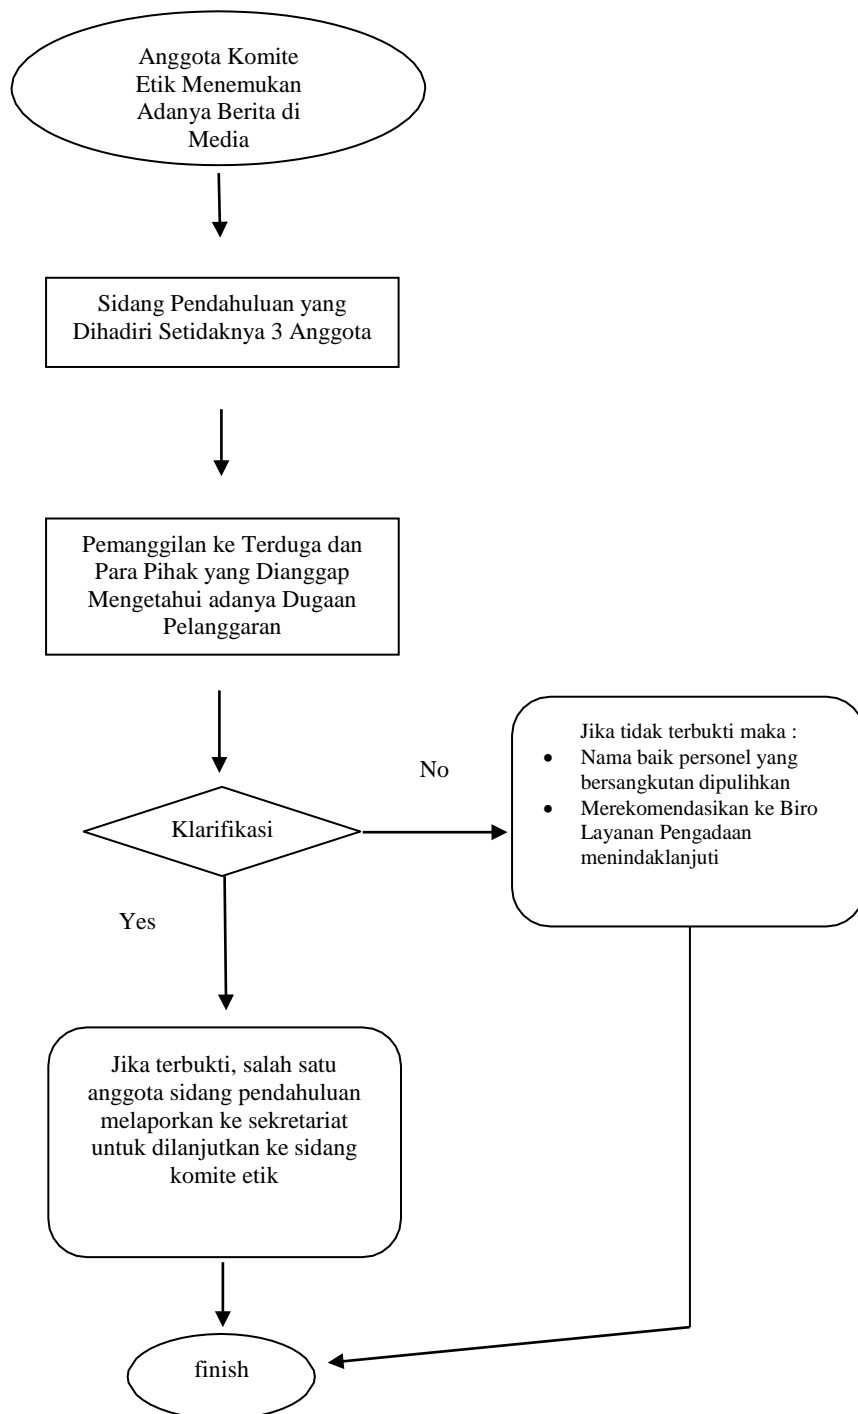 Anggota Komite
Etik Menemukan
Adanya Berita di
Media
Sidang Pendahuluan yang
Dihadiri Setidaknya 3 Anggota
Pemanggilan ke Terduga dan
Para Pihak yang Dianggap
Mengetahui adanya Dugaan
Pelanggaran
Klarifikasi
No
Jika tidak terbukti maka :
• Nama baik personel yang
bersangkutan dipulihkan
• Merekomendasikan ke Biro
Layanan Pengadaan
menindaklanjuti
Yes
Jika terbukti, salah satu
anggota sidang pendahuluan
melaporkan ke sekretariat
untuk dilanjutkan ke sidang
komite etik
finish